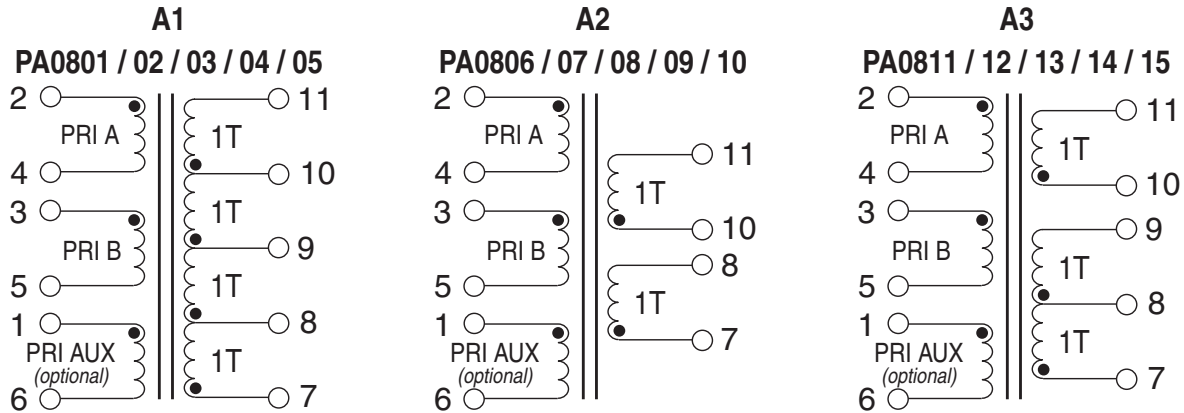 A1
PA0801 / 02 / 03 / 04 / 05
2
PRI A
4
3
PRI B
5
1
PRI AUX
(optional)
6
11
1T
10
1T
9
1T
8
1T
7
A2
PA0806 / 07 / 08 / 09 / 10
2
PRI A
4
3
PRI B
5
1
PRI AUX
(optional)
6
11
1T
10
8
1T
7
A3
PA0811 / 12 / 13 / 14 / 15
2
PRI A
4
3
PRI B
5
1
PRI AUX
(optional)
6
11
1T
10
9
1T
8
1T
7